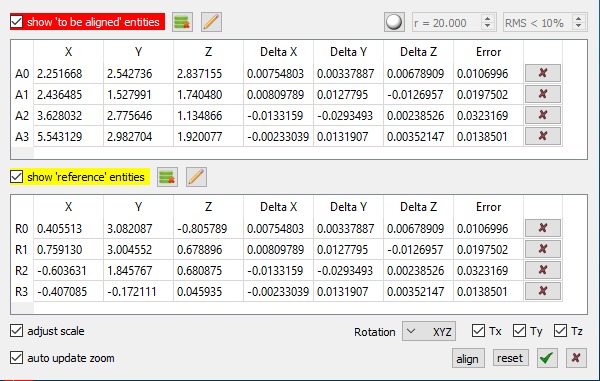 show 'to be aligned' entities r = 20.000 RMS < 10%
X Y Z Delta X Delta Y Delta Z Error
A0 2.251668 2.542736 2.837155 0.00754803 0.00337887 0.00678909 0.0106996
A1 2.436485 1.527991 1.740480 0.00809789 0.0127795 -0.0126957 0.0197502
A2 3.628032 2.775646 1.134866 -0.0133159 -0.0293493 0.00238526 0.0323169
A3 5.543129 2.982704 1.920077 -0.00233039 0.0131907 0.00352147 0.0138501
show 'reference' entities
X Y Z Delta X Delta Y Delta Z Error
R0 0.405513 3.082087 -0.805789 0.00754803 0.00337887 0.00678909 0.0106996
R1 0.759130 3.004552 0.678896 0.00809789 0.0127795 -0.0126957 0.0197502
R2 -0.603631 1.845767 0.680875 -0.0133159 -0.0293493 0.00238526 0.0323169
R3 -0.407085 -0.172111 0.045935 -0.00233039 0.0131907 0.00352147 0.0138501
adjust scale Rotation XYZ Tx Ty Tz
auto update zoom align reset